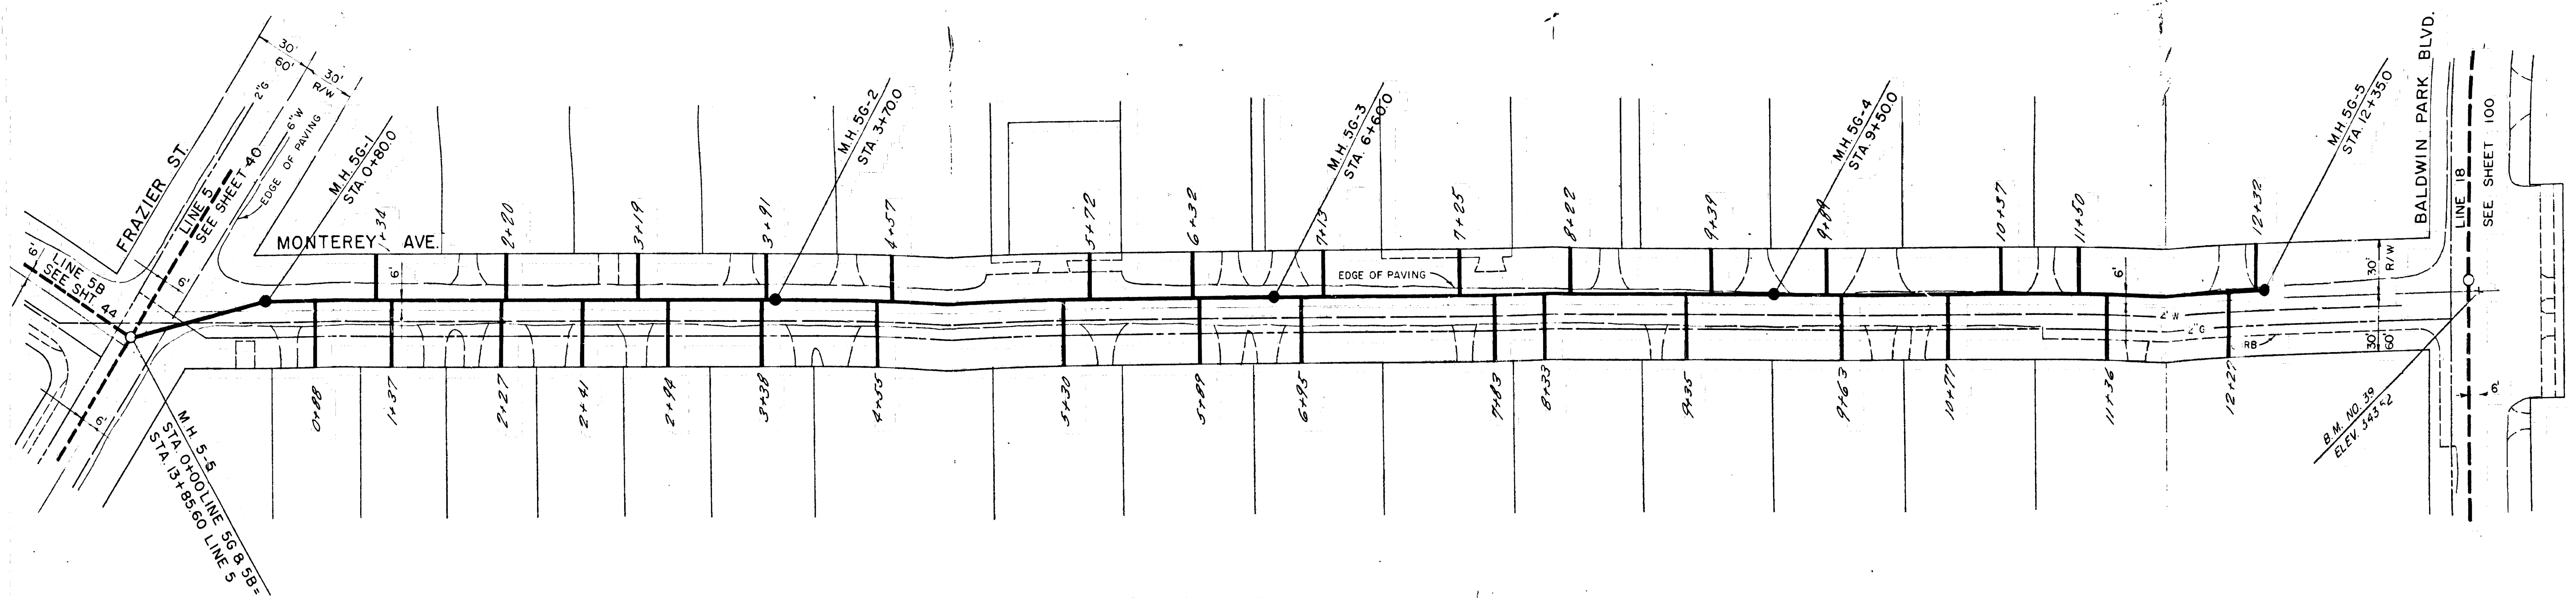 30'
60'
30'
R/W
2"G
6"W
EDGE OF PAVING
FRAZIER ST.
LINE 5
SEE SHEET 40
6'
LINE 5B
SEE SHT. 44
6'
6'
M.H. 5-5
STA. 0+00 LINE 5G & 5B=
STA. 13+85.60 LINE 5
MONTEREY AVE.
M.H. 5G-1
STA. 0+80.0
M.H. 5G-2
STA. 3+70.0
M.H. 5G-3
STA. 6+60.0
M.H. 5G-4
STA. 9+50.0
M.H. 5G-5
STA. 12+35.0
1+34
6'
2+20
3+19
3+91
4+57
5+72
6+32
7+13
EDGE OF PAVING
7+25
8+22
9+39
9+89
10+37
11+50
6'
12+32
0+88
1+37
2+27
2+41
2+94
3+38
4+55
5+30
5+89
6+95
7+83
8+33
9+35
9+63
10+77
11+36
12+27
2"W
2"G
RB
30'
R/W
30'
60'
BALDWIN PARK BLVD.
LINE 18
SEE SHEET 100
6'
B.M. NO. 39
ELEV. 343.52